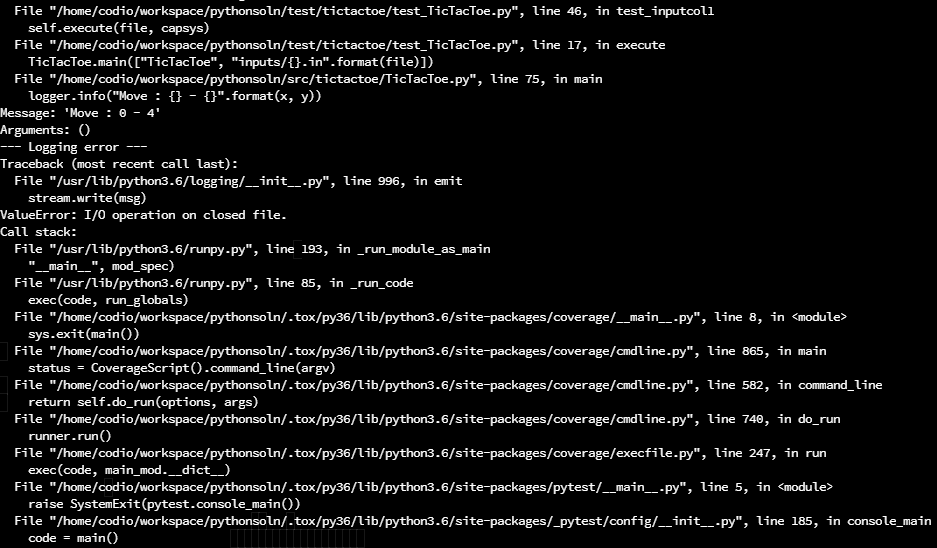 File "/home/codio/workspace/pythonsoln/test/tictactoe/test_TicTacToe.py", line 46, in test_inputcol1
self.execute(file, capsys)
File "/home/codio/workspace/pythonsoln/test/tictactoe/test_TicTacToe.py", line 17, in execute
TicTacToe.main(["TicTacToe", "inputs/{}.in".format(file)])
File "/home/codio/workspace/pythonsoln/src/tictactoe/TicTacToe.py", line 75, in main
logger.info("Move : {} - {}".format(x, y))
Message: 'Move : 0 - 4'
Arguments: ()
--- Logging error ---
Traceback (most recent call last):
File "/usr/lib/python3.6/logging/__init__.py", line 996, in emit
stream.write(msg)
ValueError: I/O operation on closed file.
Call stack:
File "/usr/lib/python3.6/runpy.py", line 193, in _run_module_as_main
"__main__", mod_spec)
File "/usr/lib/python3.6/runpy.py", line 85, in _run_code
exec(code, run_globals)
File "/home/codio/workspace/pythonsoln/.tox/py36/lib/python3.6/site-packages/coverage/__main__.py", line 8, in <module>
sys.exit(main())
File "/home/codio/workspace/pythonsoln/.tox/py36/lib/python3.6/site-packages/coverage/cmdline.py", line 865, in main
status = CoverageScript().command_line(argv)
File "/home/codio/workspace/pythonsoln/.tox/py36/lib/python3.6/site-packages/coverage/cmdline.py", line 582, in command_line
return self.do_run(options, args)
File "/home/codio/workspace/pythonsoln/.tox/py36/lib/python3.6/site-packages/coverage/cmdline.py", line 740, in do_run
runner.run()
File "/home/codio/workspace/pythonsoln/.tox/py36/lib/python3.6/site-packages/coverage/execfile.py", line 247, in run
exec(code, main_mod.__dict__)
File "/home/codio/workspace/pythonsoln/.tox/py36/lib/python3.6/site-packages/pytest/__main__.py", line 5, in <module>
raise SystemExit(pytest.console_main())
File "/home/codio/workspace/pythonsoln/.tox/py36/lib/python3.6/site-packages/_pytest/config/__init__.py", line 185, in console_main
code = main()